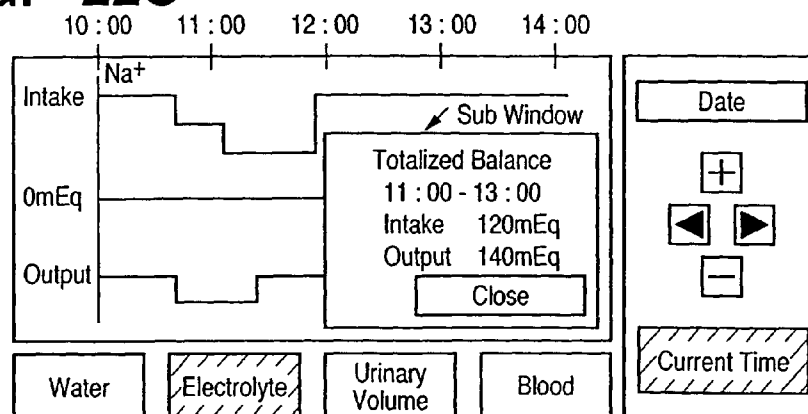 10 : 00 11 : 00 12 : 00 13 : 00 14 : 00
Na+
Intake
Sub Window
Totalized Balance
11 : 00 - 13 : 00
Intake 120mEq
Output 140mEq
Close
0mEq
Output
Date
+
−
Current Time
Water
Electrolyte
Urinary
Volume
Blood